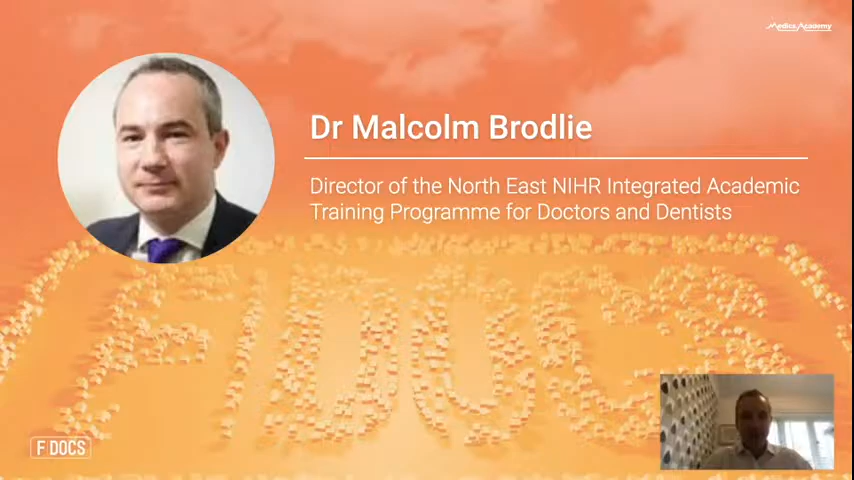 Medics.Academy
Dr Malcolm Brodlie
Director of the North East NIHR Integrated Academic
Training Programme for Doctors and Dentists
FIDOCS
F|DOCS